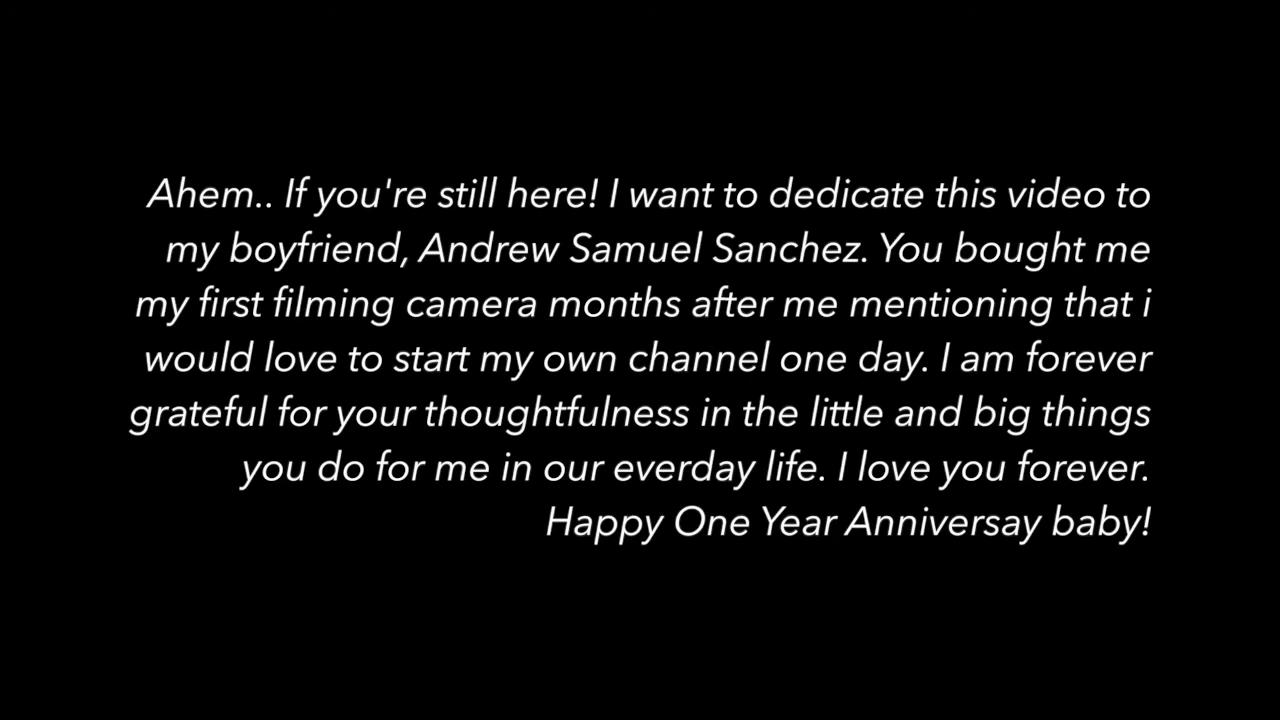 Ahem.. If you're still here! I want to dedicate this video to
my boyfriend, Andrew Samuel Sanchez. You bought me
my first filming camera months after me mentioning that i
would love to start my own channel one day. I am forever
grateful for your thoughtfulness in the little and big things
you do for me in our everday life. I love you forever.
Happy One Year Anniversay baby!